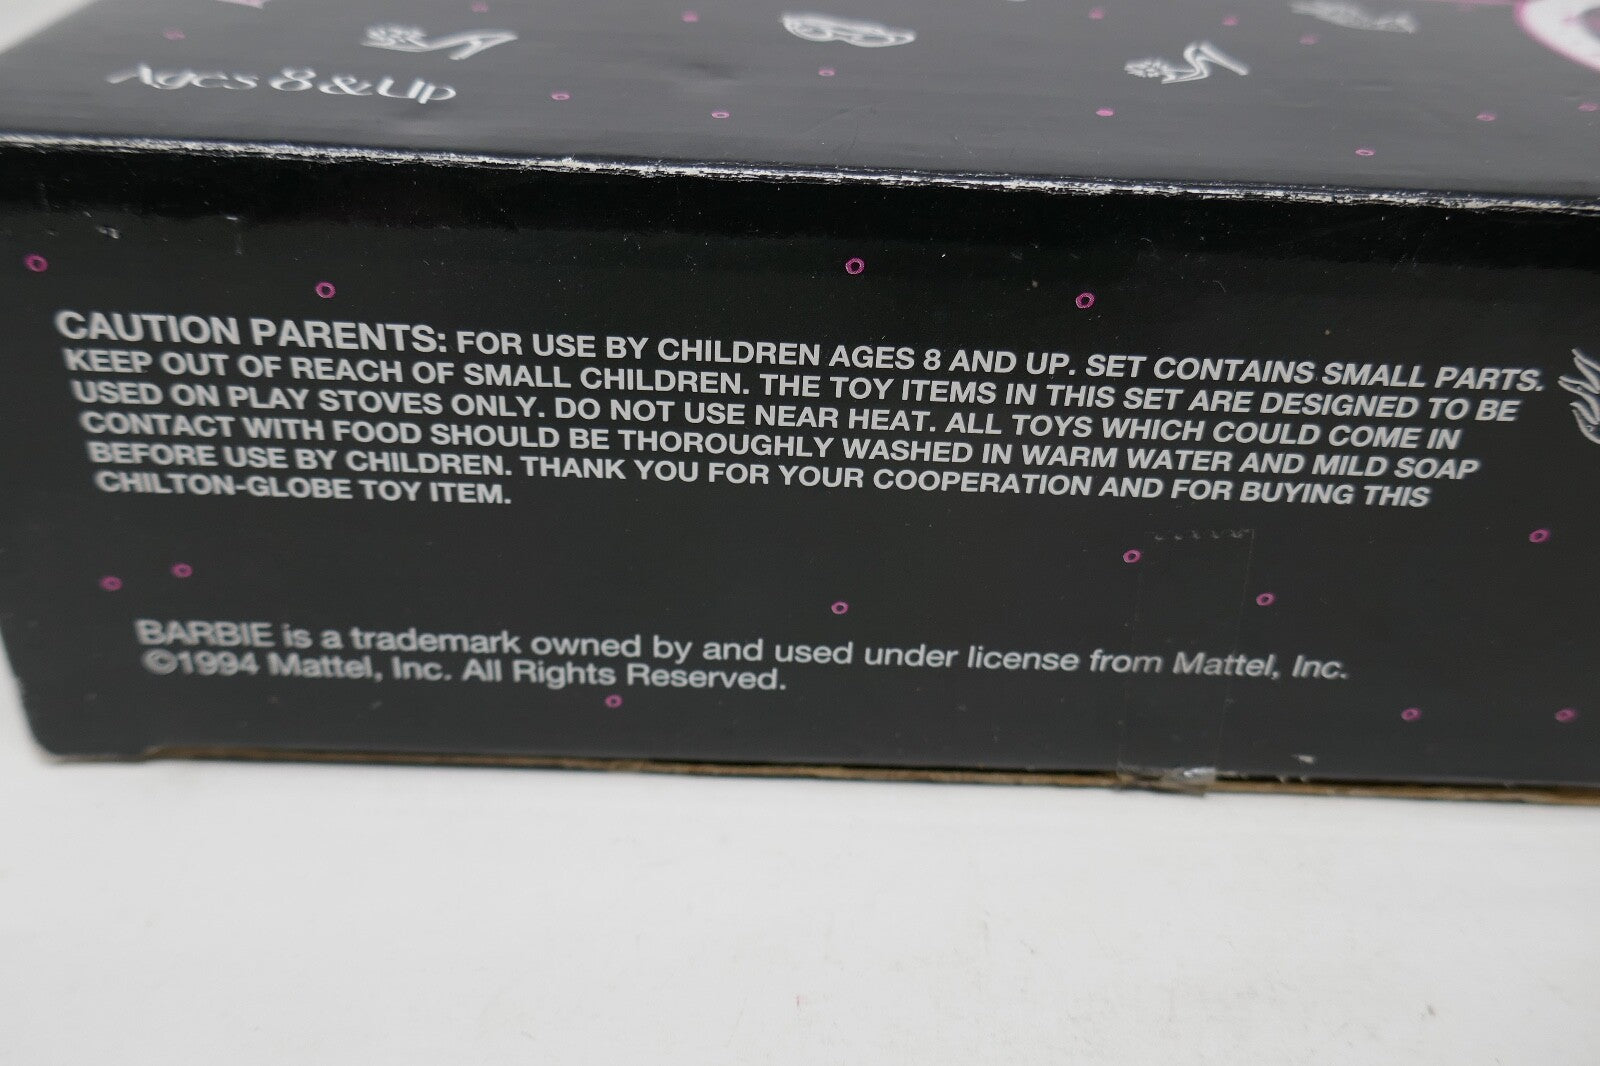 Ages 8 & Up
CAUTION PARENTS: FOR USE BY CHILDREN AGES 8 AND UP. SET CONTAINS SMALL PARTS.
KEEP OUT OF REACH OF SMALL CHILDREN. THE TOY ITEMS IN THIS SET ARE DESIGNED TO BE
USED ON PLAY STOVES ONLY. DO NOT USE NEAR HEAT. ALL TOYS WHICH COULD COME IN
CONTACT WITH FOOD SHOULD BE THOROUGHLY WASHED IN WARM WATER AND MILD SOAP
BEFORE USE BY CHILDREN. THANK YOU FOR YOUR COOPERATION AND FOR BUYING THIS
CHILTON-GLOBE TOY ITEM.
BARBIE is a trademark owned by and used under license from Mattel, Inc.
©1994 Mattel, Inc. All Rights Reserved.